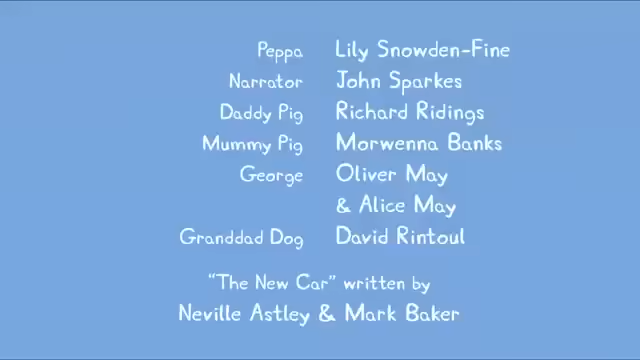 Peppa Lily Snowden-Fine
Narrator John Sparkes
Daddy Pig Richard Ridings
Mummy Pig Morwenna Banks
George Oliver May
& Alice May
Granddad Dog David Rintoul
"The New Car" written by
Neville Astley & Mark Baker